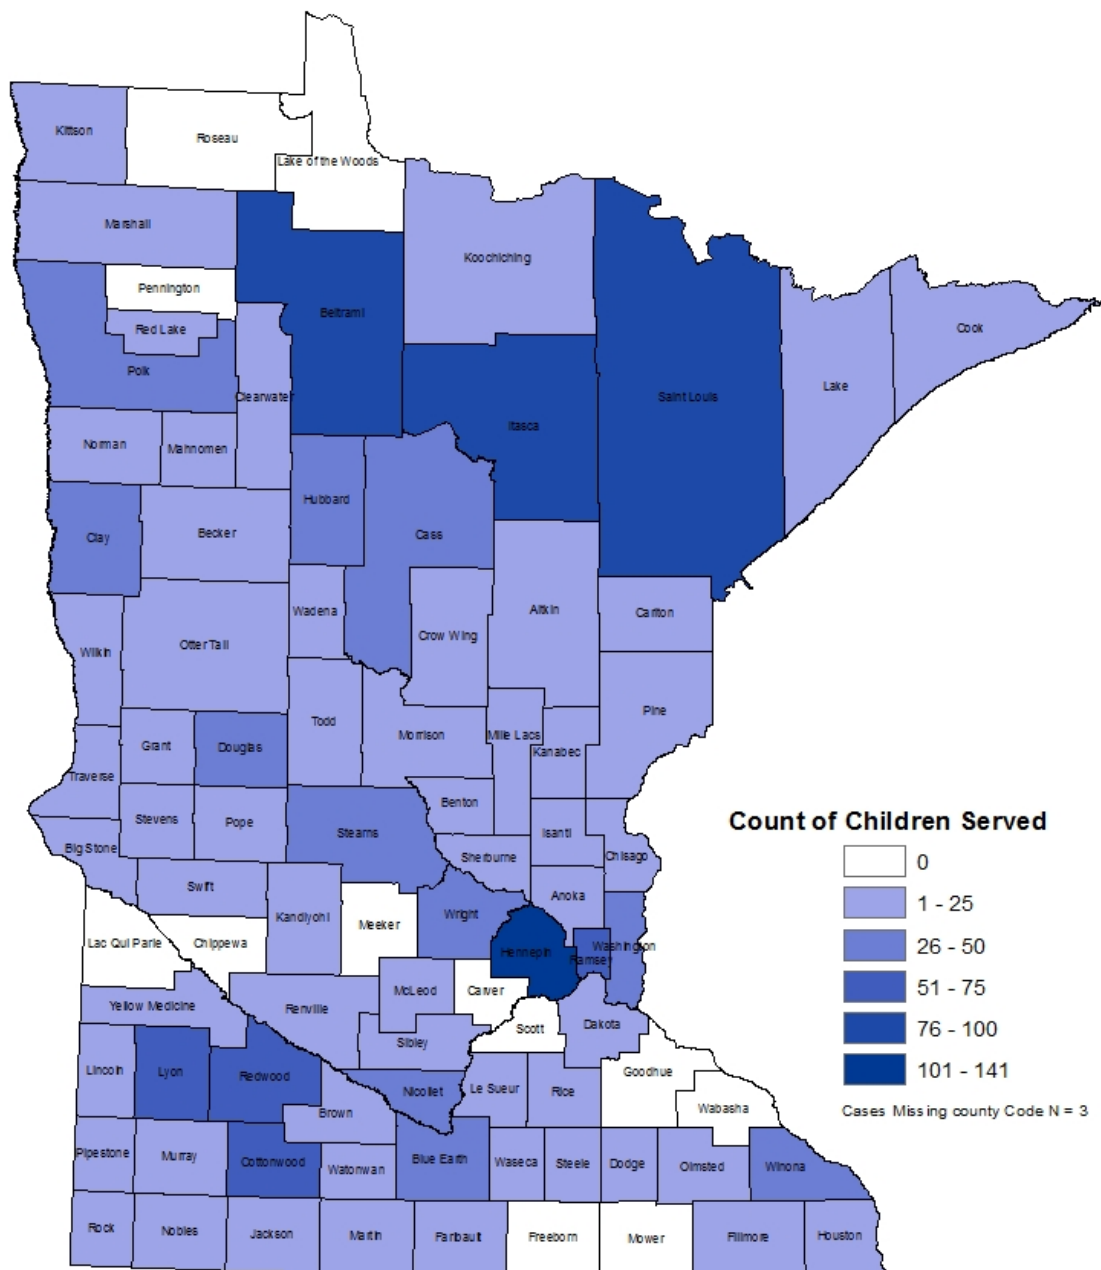 Kittson
Roseau
Lake of the Woods
Marshall
Koochiching
Pennington
Beltrami
Red Lake
Cook
Polk
Clearwater
Lake
Saint Louis
Itasca
Norman
Mahnomen
Hubbard
Becker
Cass
Clay
Wadena
Aitkin
Carlton
Crow Wing
Otter Tail
Wilkin
Pine
Todd
Morrison
Mille Lacs
Grant
Douglas
Kanabec
Traverse
Benton
Stevens
Pope
Stearns
Isanti
Count of Children Served
Big Stone
Sherburne
Chisago
0
Swift
Anoka
1 - 25
Kandiyohi
Wright
Meeker
Lac Qui Parle
Chippewa
Hennepin
Washington
26 - 50
Ramsey
51 - 75
McLeod
Carver
Yellow Medicine
Renville
Scott
Dakota
76 - 100
Sibley
Lincoln
Lyon
Redwood
Goodhue
101 - 141
Nicollet
Le Sueur
Rice
Brown
Wabasha
Cases Missing county Code N = 3
Pipestone
Murray
Cottonwood
Watonwan
Blue Earth
Waseca
Steele
Dodge
Olmsted
Winona
Rock
Nobles
Jackson
Martin
Faribault
Freeborn
Mower
Fillmore
Houston